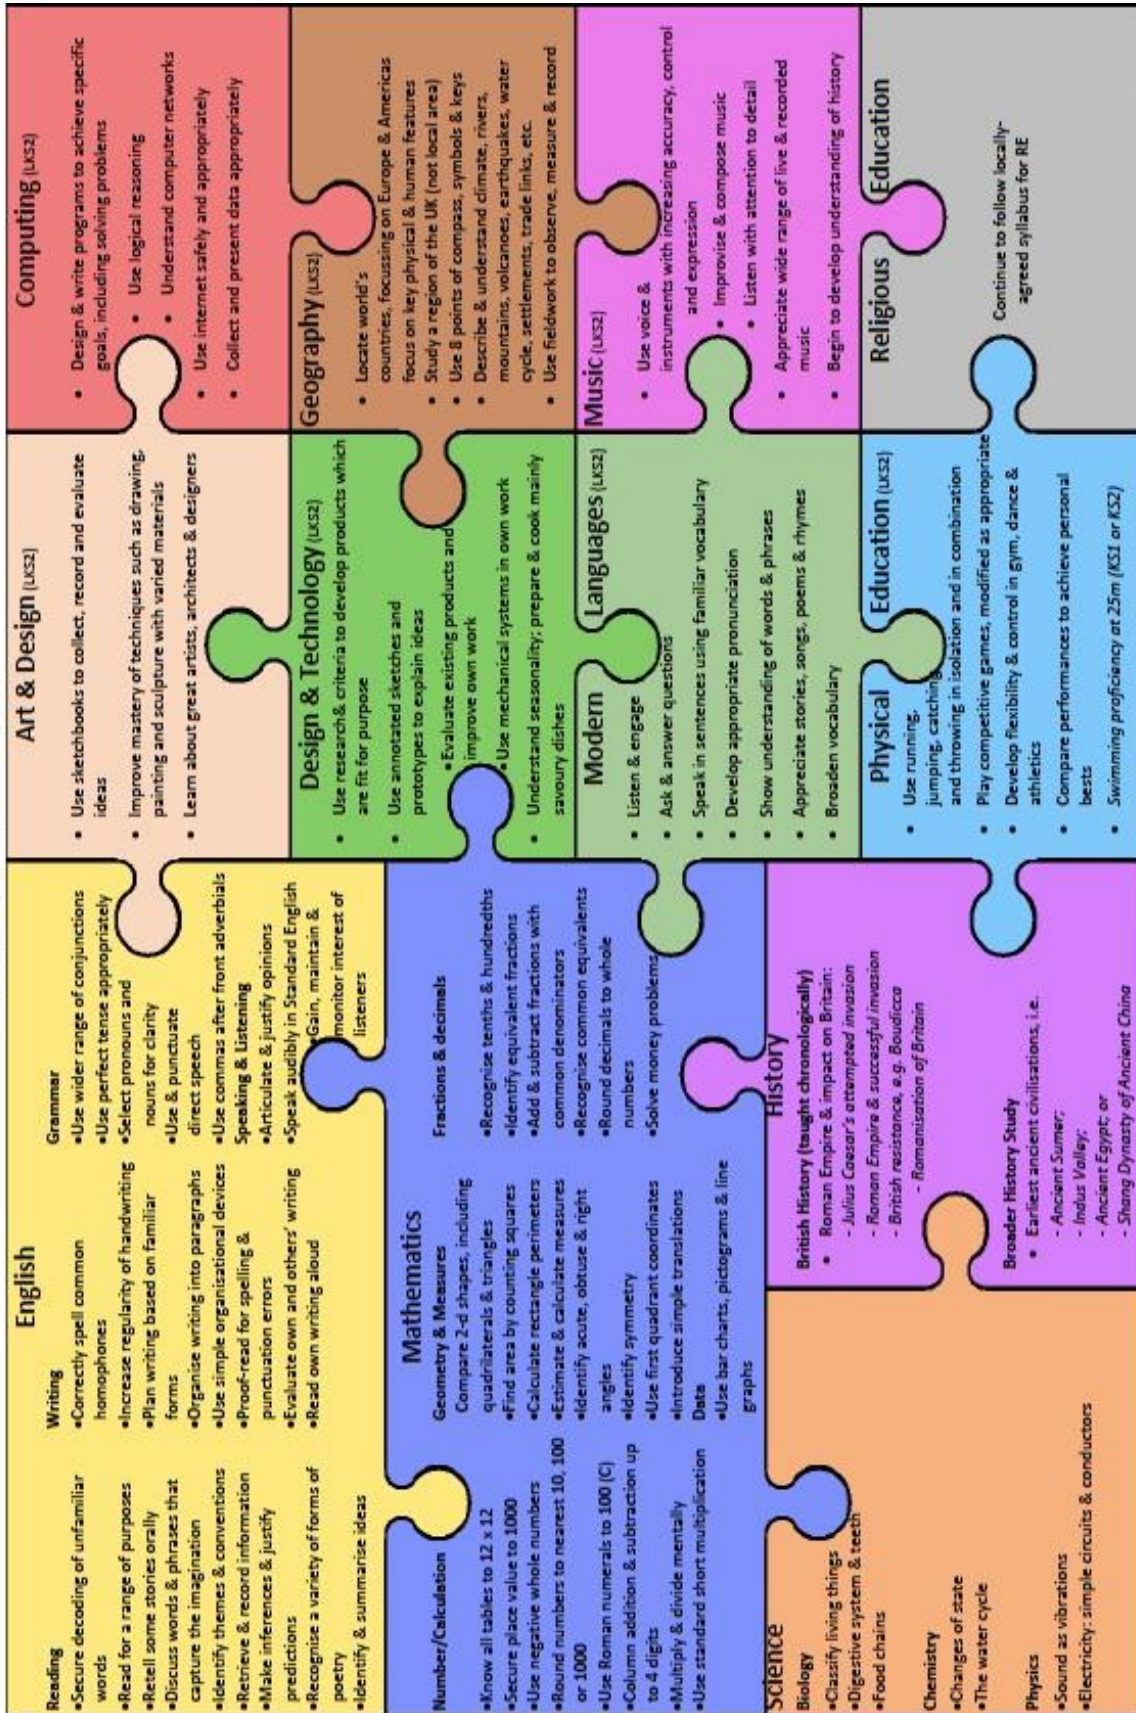 English
Reading
•Secure decoding of unfamiliar
words
•Read for a range of purposes
•Retell some stories orally
•Discuss words & phrases that
capture the imagination
•Identify themes & conventions
•Retrieve & record information
•Make inferences & justify
predictions
•Recognise a variety of forms of
poetry
•Identify & summarise ideas
Writing
•Correctly spell common
homophones
•Increase regularity of handwriting
•Plan writing based on familiar
forms
•Organise writing into paragraphs
•Use simple organisational devices
•Proof-read for spelling &
punctuation errors
•Evaluate own and others' writing
•Read own writing aloud
Grammar
•Use wider range of conjunctions
•Use perfect tense appropriately
•Select pronouns and
nouns for clarity
•Use & punctuate
direct speech
•Use commas after front adverbials
Speaking & Listening
•Articulate & justify opinions
•Speak audibly in Standard English
•Gain, maintain &
monitor interest of
listeners
Art & Design (LKS2)
• Use sketchbooks to collect, record and evaluate
ideas
• Improve mastery of techniques such as drawing,
painting and sculpture with varied materials
• Learn about great artists, architects & designers
Computing (LKS2)
• Design & write programs to achieve specific
goals, including solving problems
• Use logical reasoning
• Understand computer networks
• Use internet safely and appropriately
• Collect and present data appropriately
Mathematics
Number/Calculation
•Know all tables to 12 x 12
•Secure place value to 1000
•Use negative whole numbers
•Round numbers to nearest 10, 100
or 1000
•Use Roman numerals to 100 (C)
•Column addition & subtraction up
to 4 digits
•Multiply & divide mentally
•Use standard short multiplication
Geometry & Measures
Compare 2-d shapes, including
quadrilaterals & triangles
•Find area by counting squares
•Calculate rectangle perimeters
•Estimate & calculate measures
•Identify acute, obtuse & right
angles
•Identify symmetry
•Use first quadrant coordinates
•Introduce simple translations
Data
•Use bar charts, pictograms & line
graphs
Fractions & decimals
•Recognise tenths & hundredths
•Identify equivalent fractions
•Add & subtract fractions with
common denominators
•Recognise common equivalents
•Round decimals to whole
numbers
•Solve money problems
Design & Technology (LKS2)
• Use research& criteria to develop products which
are fit for purpose
• Use annotated sketches and
prototypes to explain ideas
•Evaluate existing products and
improve own work
•Use mechanical systems in own work
• Understand seasonality; prepare & cook mainly
savoury dishes
Geography (LKS2)
• Locate world's
countries, focussing on Europe & Americas
focus on key physical & human features
• Study a region of the UK (not local area)
• Use 8 points of compass, symbols & keys
• Describe & understand climate, rivers,
mountains, volcanoes, earthquakes, water
cycle, settlements, trade links, etc.
• Use fieldwork to observe, measure & record
Modern Languages (LKS2)
• Listen & engage
• Ask & answer questions
• Speak in sentences using familiar vocabulary
• Develop appropriate pronunciation
• Show understanding of words & phrases
• Appreciate stories, songs, poems & rhymes
• Broaden vocabulary
Music (LKS2)
• Use voice &
instruments with increasing accuracy, control
and expression
• Improvise & compose music
• Listen with attention to detail
• Appreciate wide range of live & recorded
music
• Begin to develop understanding of history
Science
Biology
•Classify living things
•Digestive system & teeth
•Food chains
Chemistry
•Changes of state
•The water cycle
Physics
•Sound as vibrations
•Electricity: simple circuits & conductors
History
British History (taught chronologically)
• Roman Empire & impact on Britain:
- Julius Caesar's attempted invasion
- Roman Empire & successful invasion
- British resistance, e.g. Boudicca
- Romanisation of Britain
Broader History Study
• Earliest ancient civilisations, i.e.
- Ancient Sumer;
- Indus Valley;
- Ancient Egypt; or
- Shang Dynasty of Ancient China
Physical Education (LKS2)
• Use running,
jumping, catching
and throwing in isolation and in combination
• Play competitive games, modified as appropriate
• Develop flexibility & control in gym, dance &
athletics
• Compare performances to achieve personal
bests
• Swimming proficiency at 25m (KS1 or KS2)
Religious Education
Continue to follow locally-
agreed syllabus for RE